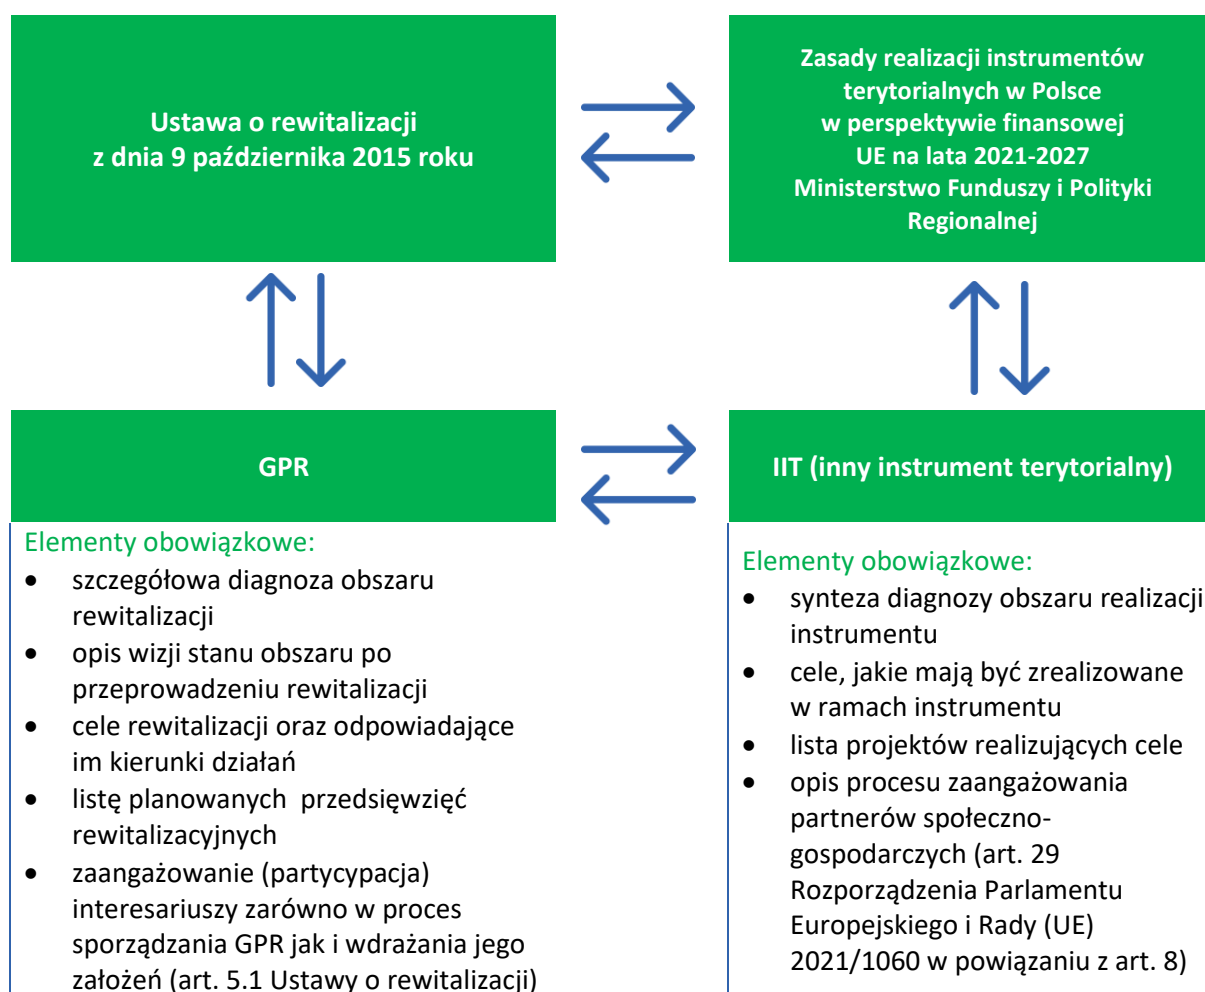 Ustawa o rewitalizacji
z dnia 9 października 2015 roku
Zasady realizacji instrumentów
terytorialnych w Polsce
w perspektywie finansowej
UE na lata 2021-2027
Ministerstwo Funduszy i Polityki
Regionalnej
GPR
Elementy obowiązkowe:
• szczegółowa diagnoza obszaru
rewitalizacji
• opis wizji stanu obszaru po
przeprowadzeniu rewitalizacji
• cele rewitalizacji oraz odpowiadające
im kierunki działań
• listę planowanych  przedsięwzięć
rewitalizacyjnych
• zaangażowanie (partycypacja)
interesariuszy zarówno w proces
sporządzania GPR jak i wdrażania jego
założeń (art. 5.1 Ustawy o rewitalizacji)
IIT (inny instrument terytorialny)
Elementy obowiązkowe:
• synteza diagnozy obszaru realizacji
instrumentu
• cele, jakie mają być zrealizowane
w ramach instrumentu
• lista projektów realizujących cele
• opis procesu zaangażowania
partnerów społeczno-
gospodarczych (art. 29
Rozporządzenia Parlamentu
Europejskiego i Rady (UE)
2021/1060 w powiązaniu z art. 8)